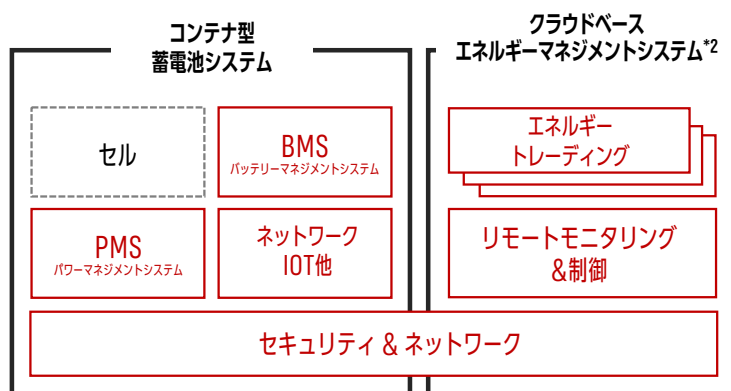 コンテナ型
蓄電池システム
クラウドベース
エネルギーマネジメントシステム*2
セル
BMS
バッテリーマネジメントシステム
PMS
パワーマネジメントシステム
ネットワーク
IOT他
エネルギー
トレーディング
リモートモニタリング
&制御
セキュリティ & ネットワーク